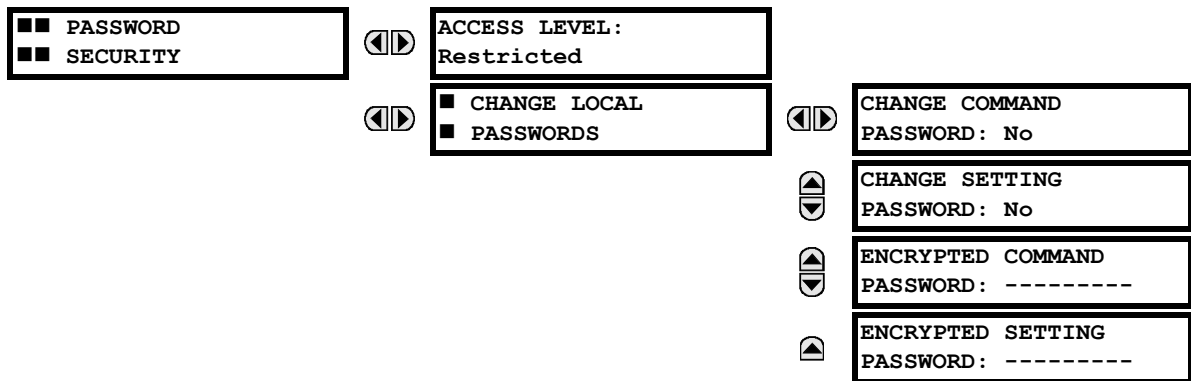 PASSWORD
SECURITY
ACCESS LEVEL:
Restricted
CHANGE LOCAL
PASSWORDS
CHANGE COMMAND
PASSWORD: No
CHANGE SETTING
PASSWORD: No
ENCRYPTED COMMAND
PASSWORD: ---------
ENCRYPTED SETTING
PASSWORD: ---------